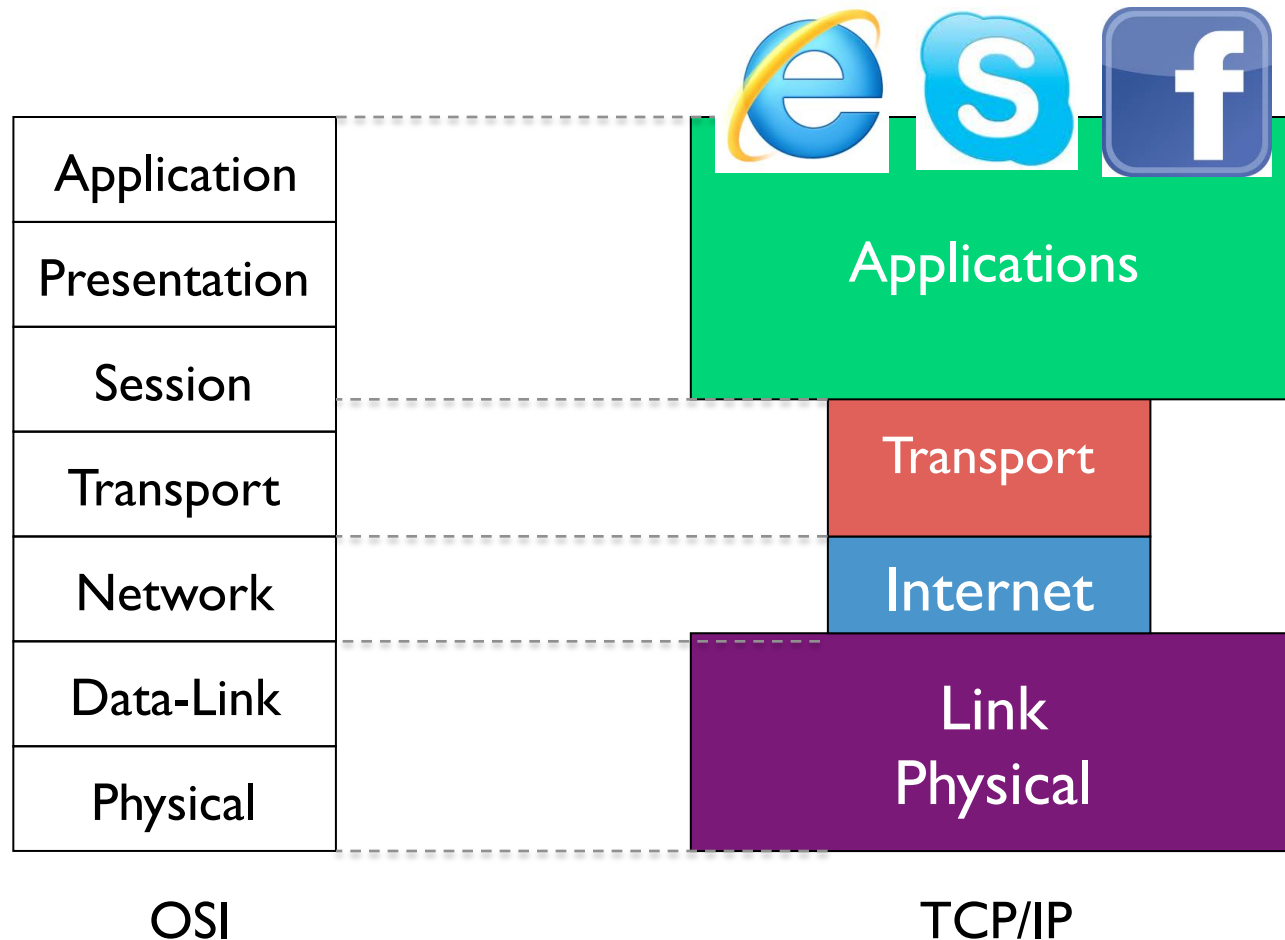 Application
Presentation
Session
Transport
Network
Data-Link
Physical
OSI
e
S
f
Applications
Transport
Internet
Link
Physical
TCP/IP